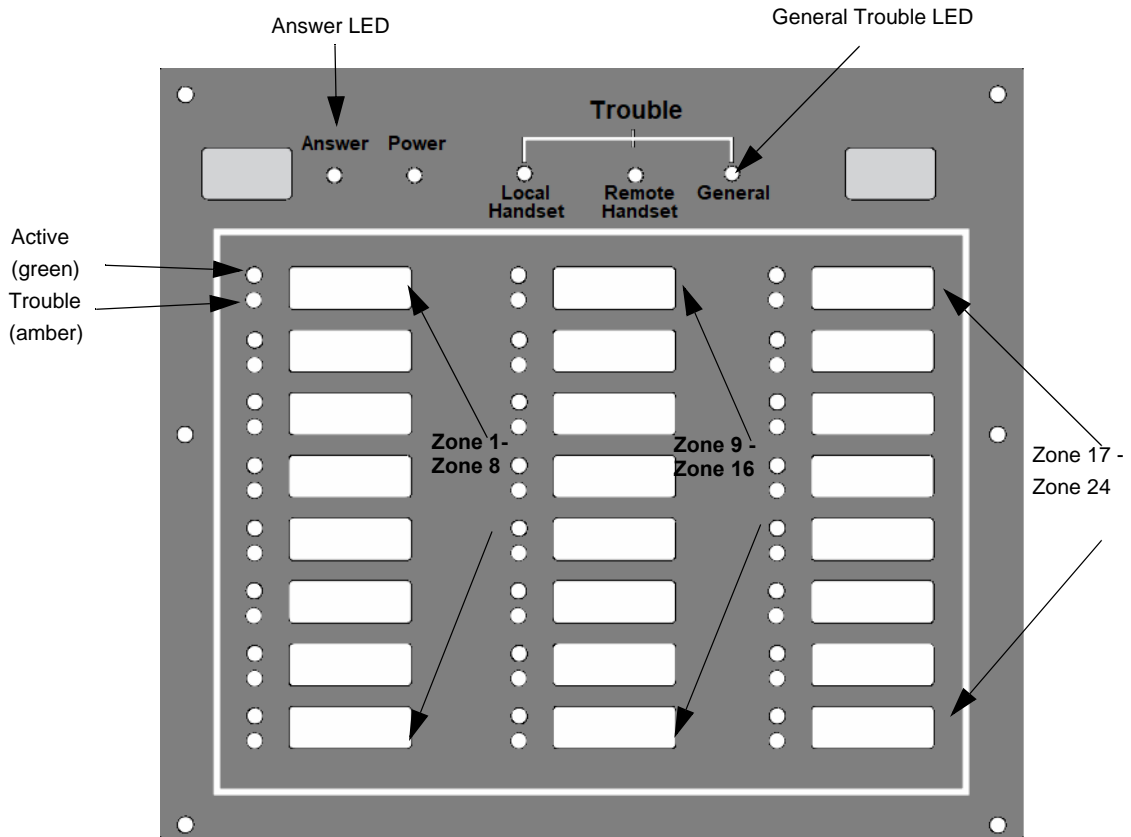 Answer LED
General Trouble LED
Trouble
Answer
Power
Local
Handset
Remote
Handset
General
Active
(green)
Trouble
(amber)
Zone 1-
Zone 8
Zone 9 -
Zone 16
Zone 17 -
Zone 24